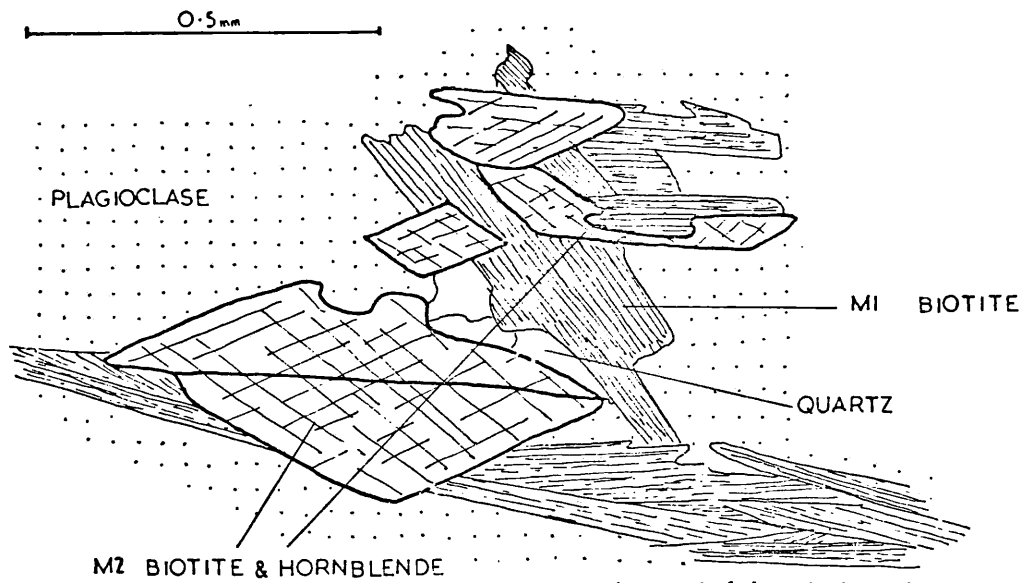 0·5mm
PLAGIOCLASE
M1 BIOTITE
QUARTZ
M2 BIOTITE & HORNBLENDE